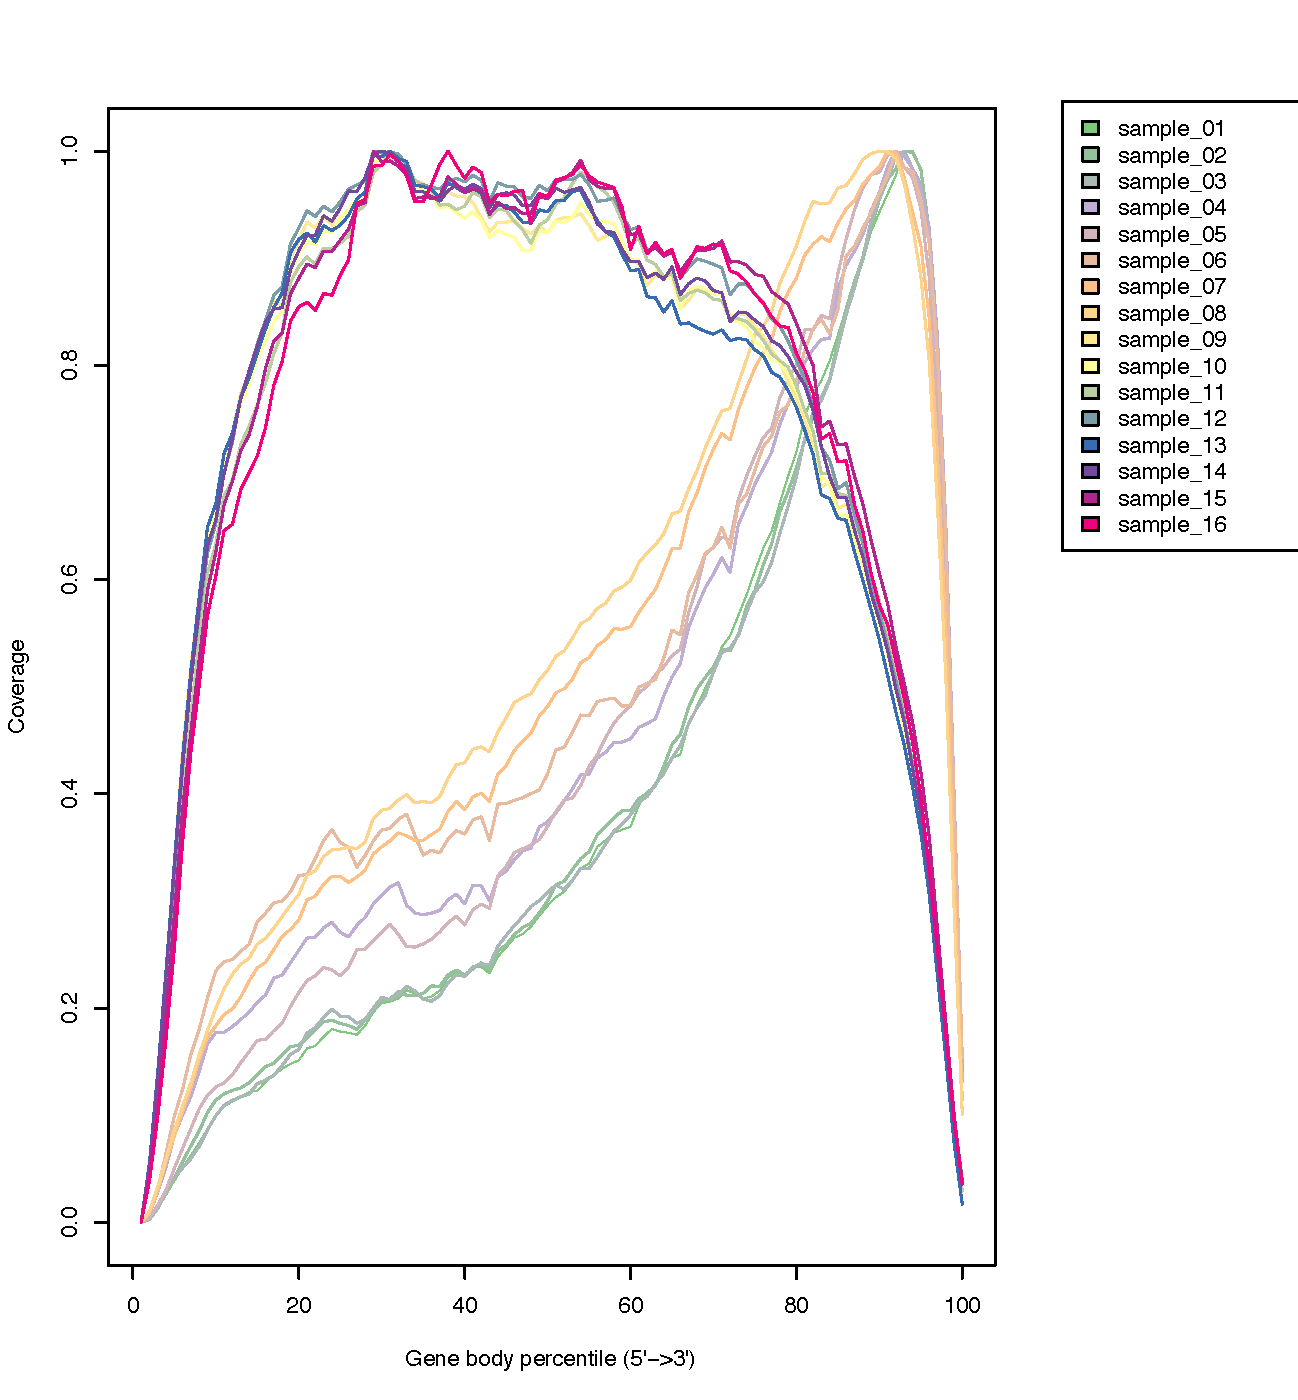 Coverage
1.0
0.8
0.6
0.4
0.2
0.0
0 20 40 60 80 100
Gene body percentile (5'−>3')
sample_01
sample_02
sample_03
sample_04
sample_05
sample_06
sample_07
sample_08
sample_09
sample_10
sample_11
sample_12
sample_13
sample_14
sample_15
sample_16